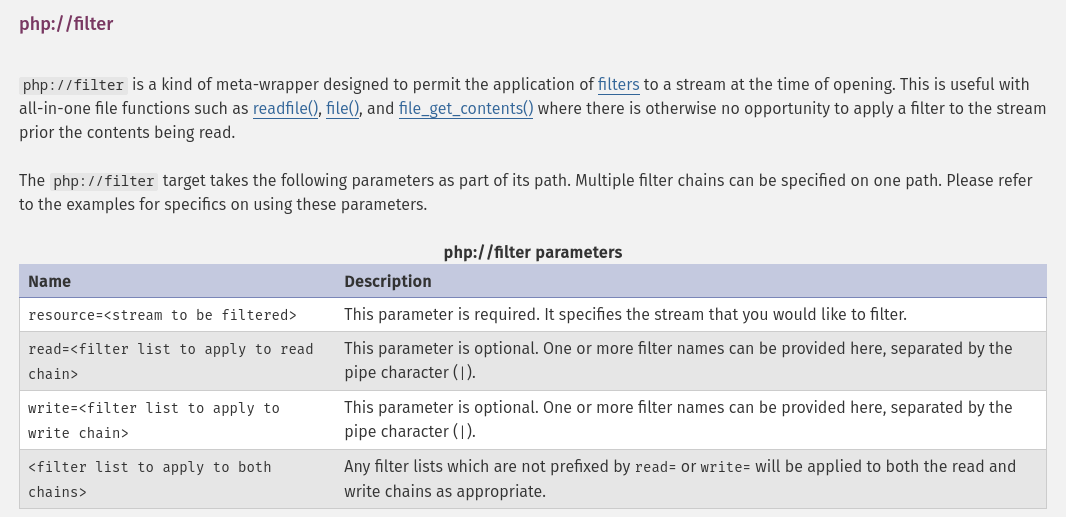 php://filter
php://filter is a kind of meta-wrapper designed to permit the application of filters to a stream at the time of opening. This is useful with
all-in-one file functions such as readfile(), file(), and file_get_contents() where there is otherwise no opportunity to apply a filter to the stream
prior the contents being read.
The php://filter target takes the following parameters as part of its path. Multiple filter chains can be specified on one path. Please refer
to the examples for specifics on using these parameters.
php://filter parameters
Name Description
resource=<stream to be filtered> This parameter is required. It specifies the stream that you would like to filter.
read=<filter list to apply to read This parameter is optional. One or more filter names can be provided here, separated by the
chain> pipe character (|).
write=<filter list to apply to This parameter is optional. One or more filter names can be provided here, separated by the
write chain> pipe character (|).
<filter list to apply to both Any filter lists which are not prefixed by read= or write= will be applied to both the read and
chains> write chains as appropriate.